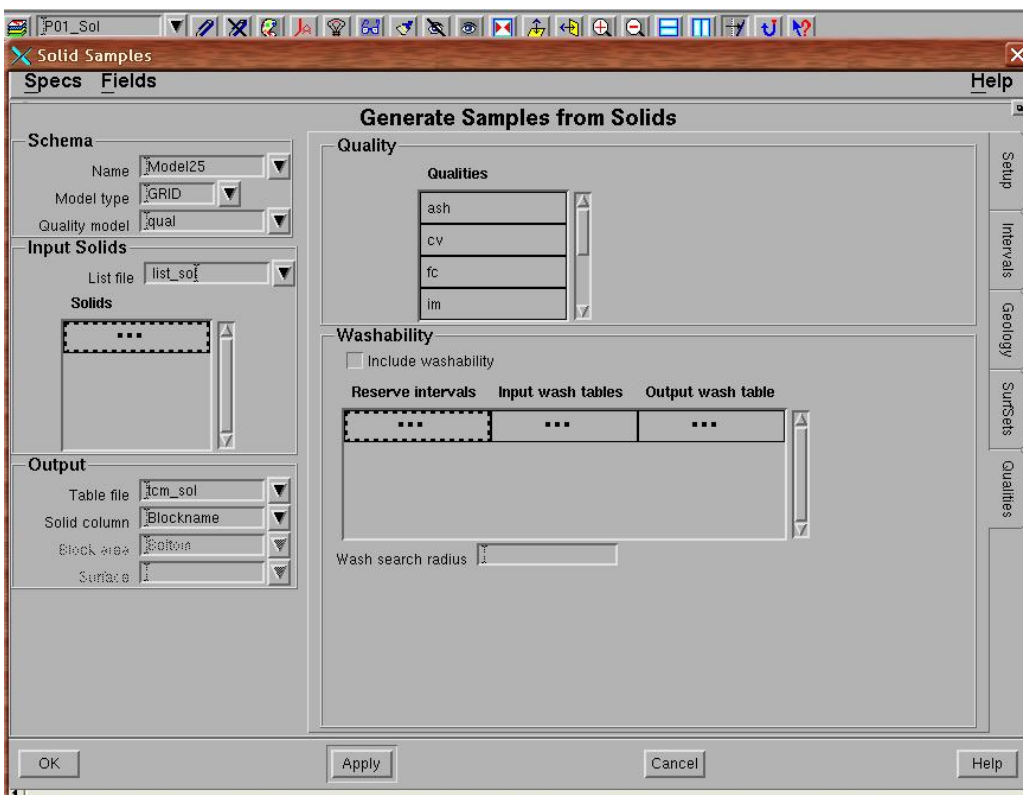 P01_Sol
Solid Samples
Specs Fields Help
Generate Samples from Solids
Schema
Name Model25
Model type GRID
Quality model qual
Input Solids
List file list_sol
Solids
...
Output
Table file tcm_sol
Solid column Blockname
Block area Bottom
Surface
Quality
Qualities
ash
cv
fc
im
Washability
Include washability
Reserve intervals Input wash tables Output wash table
... ... ...
Wash search radius
Setup
Intervals
Geology
SurfSets
Qualities
OK Apply Cancel Help